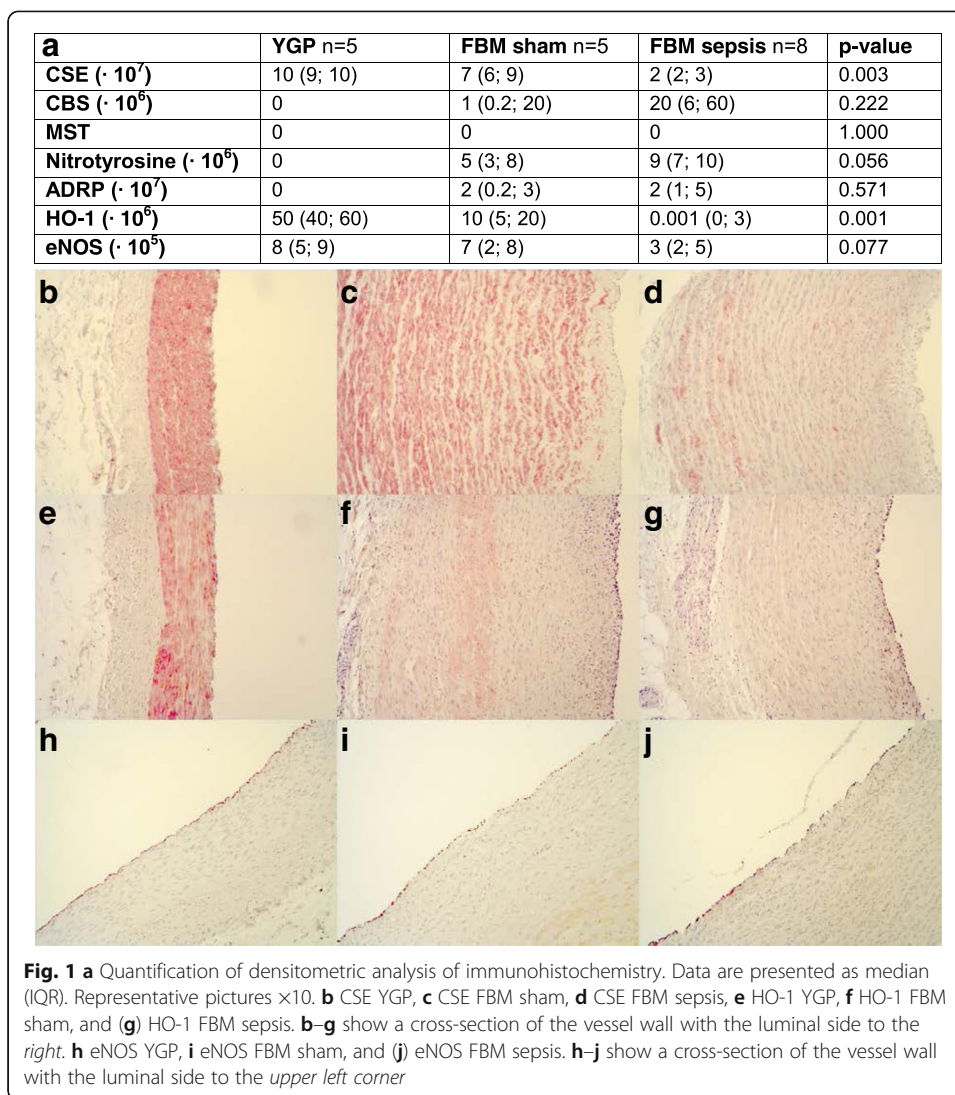 a YGP n=5 FBM sham n=5 FBM sepsis n=8 p-value
CSE (· 10⁷) 10 (9; 10) 7 (6; 9) 2 (2; 3) 0.003
CBS (· 10⁶) 0 1 (0.2; 20) 20 (6; 60) 0.222
MST 0 0 0 1.000
Nitrotyrosine (· 10⁶) 0 5 (3; 8) 9 (7; 10) 0.056
ADRP (· 10⁷) 0 2 (0.2; 3) 2 (1; 5) 0.571
HO-1 (· 10⁶) 50 (40; 60) 10 (5; 20) 0.001 (0; 3) 0.001
eNOS (· 10⁵) 8 (5; 9) 7 (2; 8) 3 (2; 5) 0.077
b c d
e f g
h i j
Fig. 1 a Quantification of densitometric analysis of immunohistochemistry. Data are presented as median
(IQR). Representative pictures ×10. b CSE YGP, c CSE FBM sham, d CSE FBM sepsis, e HO-1 YGP, f HO-1 FBM
sham, and (g) HO-1 FBM sepsis. b–g show a cross-section of the vessel wall with the luminal side to the
right. h eNOS YGP, i eNOS FBM sham, and (j) eNOS FBM sepsis. h–j show a cross-section of the vessel wall
with the luminal side to the upper left corner